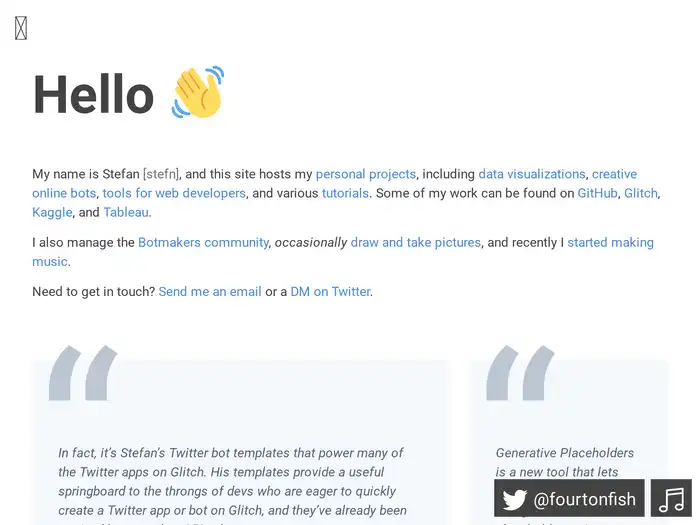 Hello 👋
My name is Stefan [stefn], and this site hosts my personal projects, including data visualizations, creative
online bots, tools for web developers, and various tutorials. Some of my work can be found on GitHub, Glitch,
Kaggle, and Tableau.
I also manage the Botmakers community, occasionally draw and take pictures, and recently I started making
music.
Need to get in touch? Send me an email or a DM on Twitter.
“
In fact, it’s Stefan’s Twitter bot templates that power many of
the Twitter apps on Glitch. His templates provide a useful
springboard to the throngs of devs who are eager to quickly
create a Twitter app or bot on Glitch, and they’ve already been
“
Generative Placeholders
is a new tool that lets
@fourtonfish